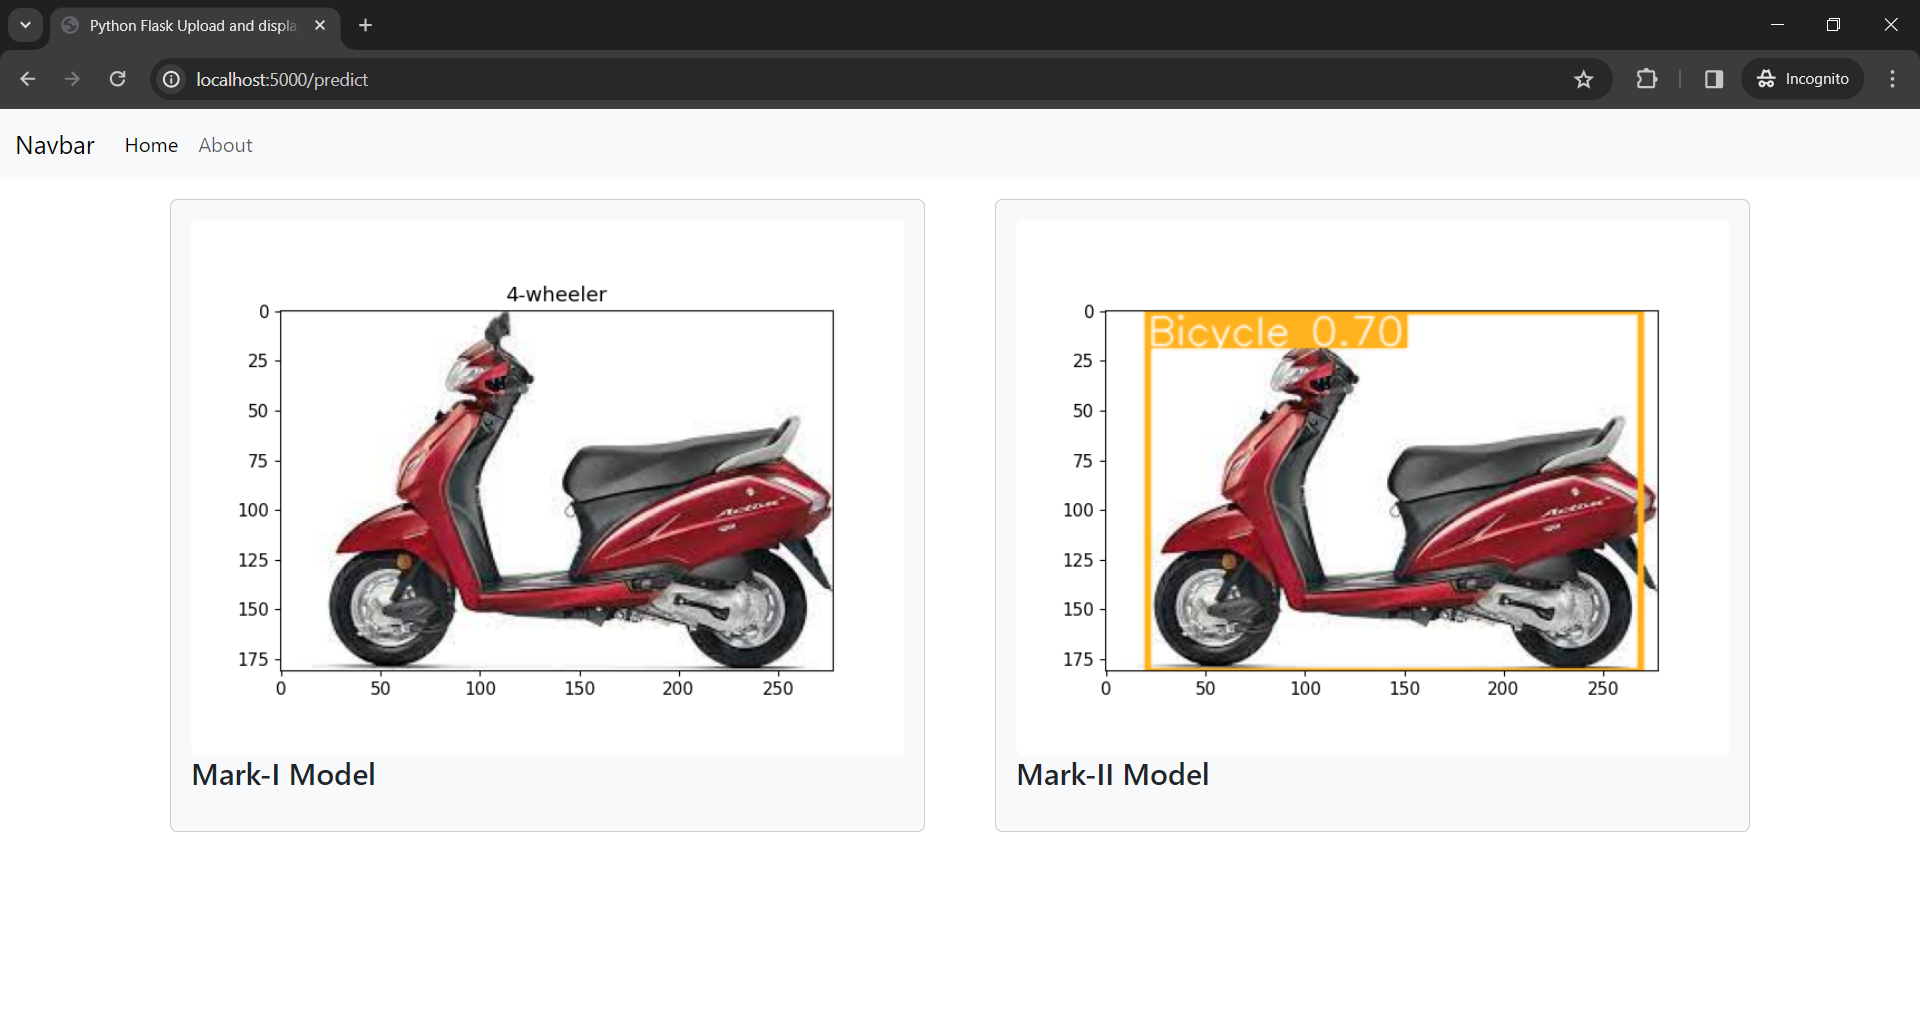 Python Flask Upload and displa
localhost:5000/predict
Incognito
Navbar Home About
4-wheeler
0
25
50
75
100
125
150
175
0 50 100 150 200 250
Activa
Mark-I Model
Bicycle 0.70
0
25
50
75
100
125
150
175
0 50 100 150 200 250
Activa
Mark-II Model